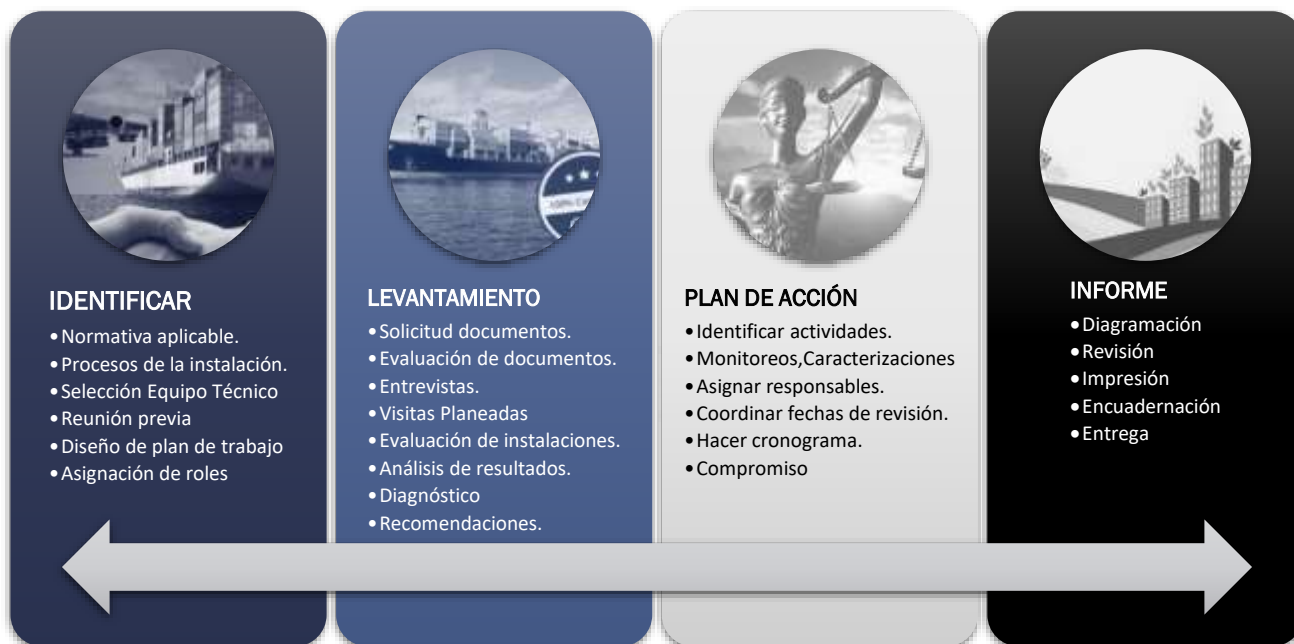 IDENTIFICAR
•Normativa aplicable.
•Procesos de la instalación.
•Selección Equipo Técnico
•Reunión previa
•Diseño de plan de trabajo
•Asignación de roles
LEVANTAMIENTO
•Solicitud documentos.
•Evaluación de documentos.
•Entrevistas.
•Visitas Planeadas
•Evaluación de instalaciones.
•Análisis de resultados.
•Diagnóstico
•Recomendaciones.
PLAN DE ACCIÓN
•Identificar actividades.
•Monitoreos,Caracterizaciones
•Asignar responsables.
•Coordinar fechas de revisión.
•Hacer cronograma.
•Compromiso
INFORME
•Diagramación
•Revisión
•Impresión
•Encuadernación
•Entrega